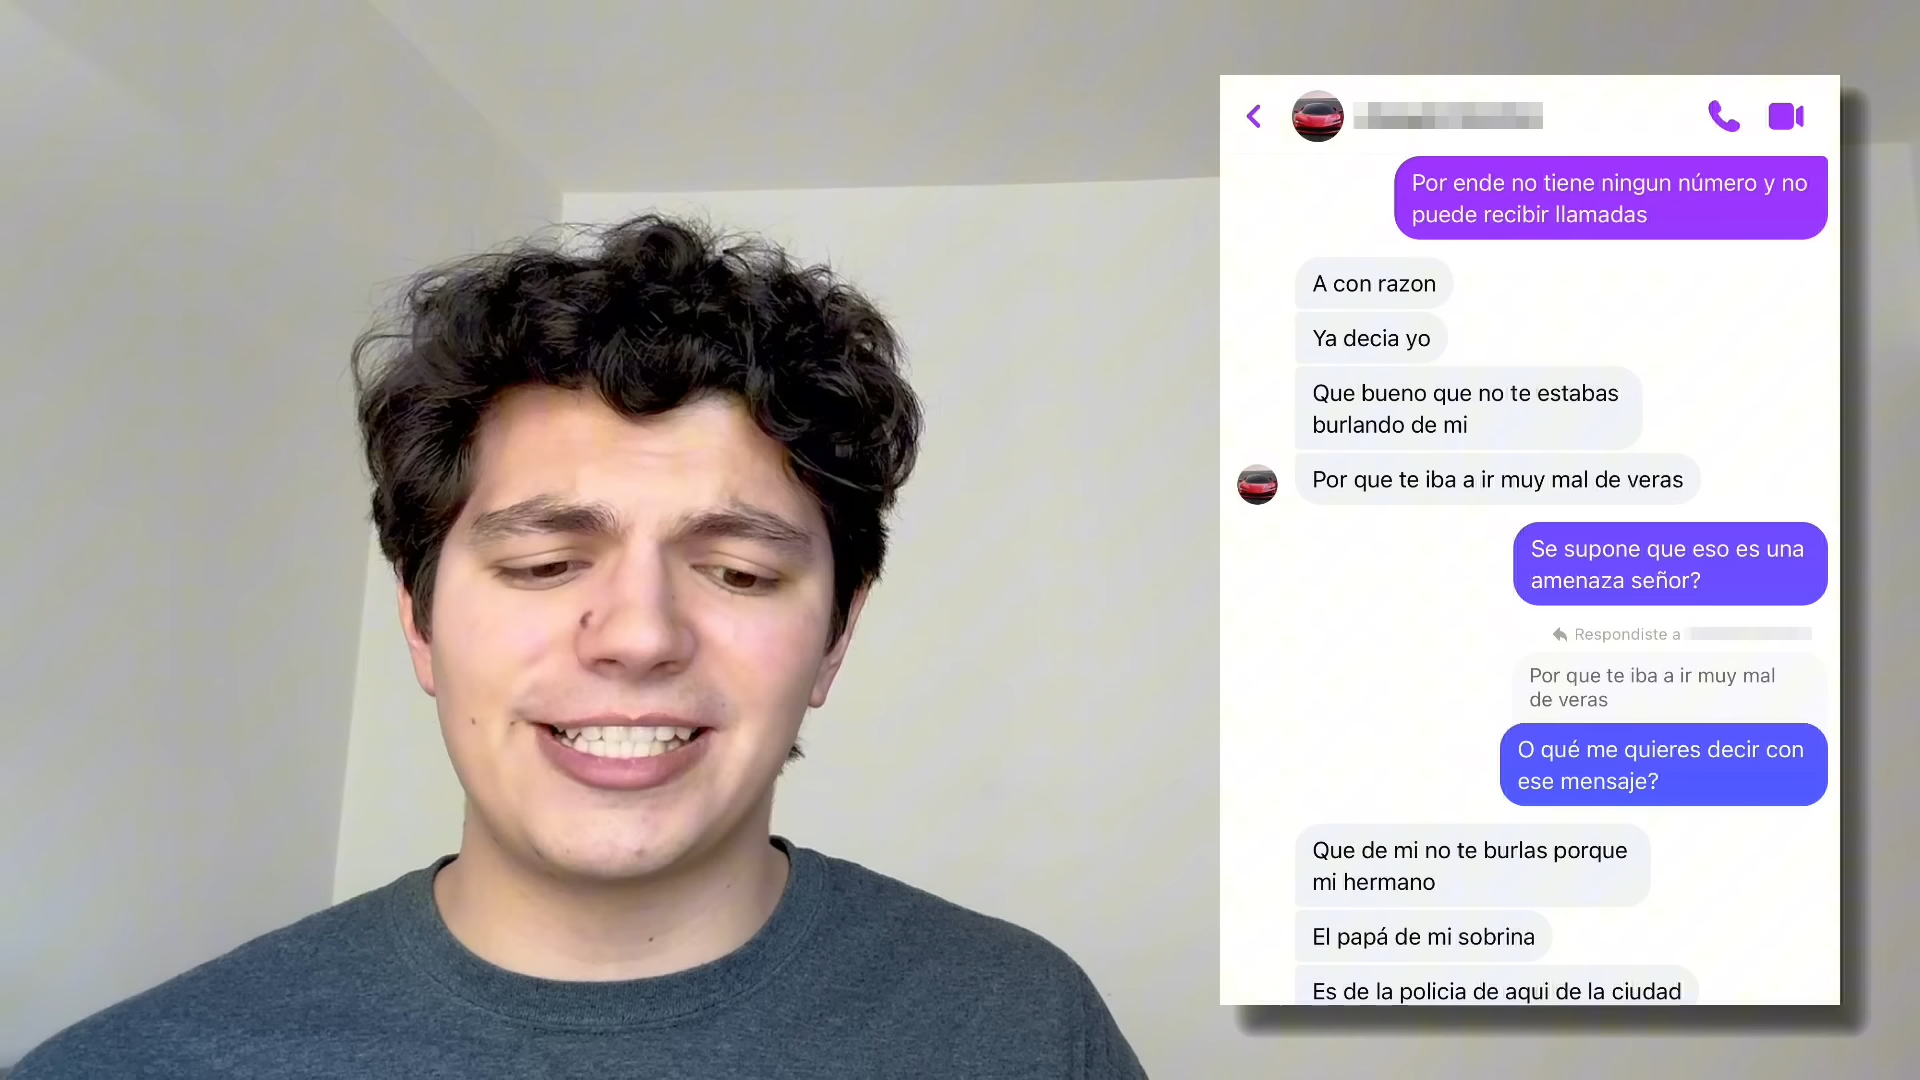 Por ende no tiene ningun número y no
puede recibir llamadas
A con razon
Ya decia yo
Que bueno que no te estabas
burlando de mi
Por que te iba a ir muy mal de veras
Se supone que eso es una
amenaza señor?
Respondiste a
Por que te iba a ir muy mal
de veras
O qué me quieres decir con
ese mensaje?
Que de mi no te burlas porque
mi hermano
El papá de mi sobrina
Es de la policia de aqui de la ciudad